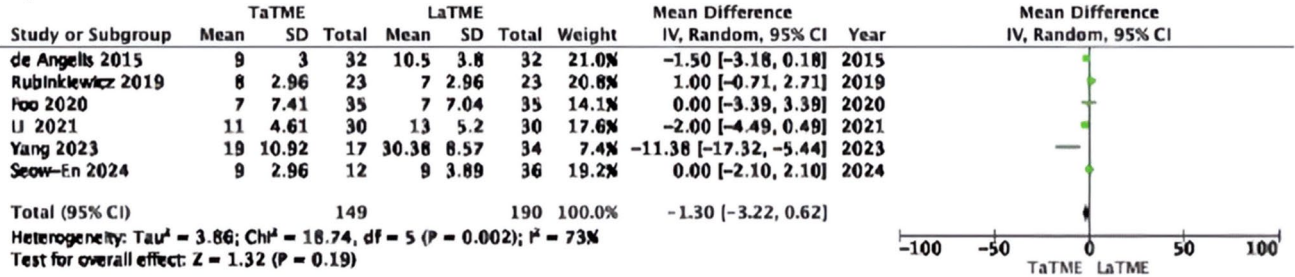 TaTME LaTME Mean Difference Mean Difference
Study or Subgroup Mean SD Total Mean SD Total Weight IV, Random, 95% CI Year IV, Random, 95% CI
de Angelis 2015 9 3 32 10.5 3.8 32 21.0% −1.50 [−3.18, 0.18] 2015
Rubinkiewicz 2019 8 2.96 23 7 2.96 23 20.8% 1.00 [−0.71, 2.71] 2019
Foo 2020 7 7.41 35 7 7.04 35 14.1% 0.00 [−3.39, 3.39] 2020
Li 2021 11 4.61 30 13 5.2 30 17.6% −2.00 [−4.49, 0.49] 2021
Yang 2023 19 10.92 17 30.38 8.57 34 7.4% −11.38 [−17.32, −5.44] 2023
Seow-En 2024 9 2.96 12 9 3.89 36 19.2% 0.00 [−2.10, 2.10] 2024
Total (95% CI) 149 190 100.0% −1.30 [−3.22, 0.62]
Heterogeneity: Tau² = 3.86; Chi² = 18.74, df = 5 (P = 0.002); I² = 73%
Test for overall effect: Z = 1.32 (P = 0.19)
−100 −50 0 50 100
TaTME LaTME